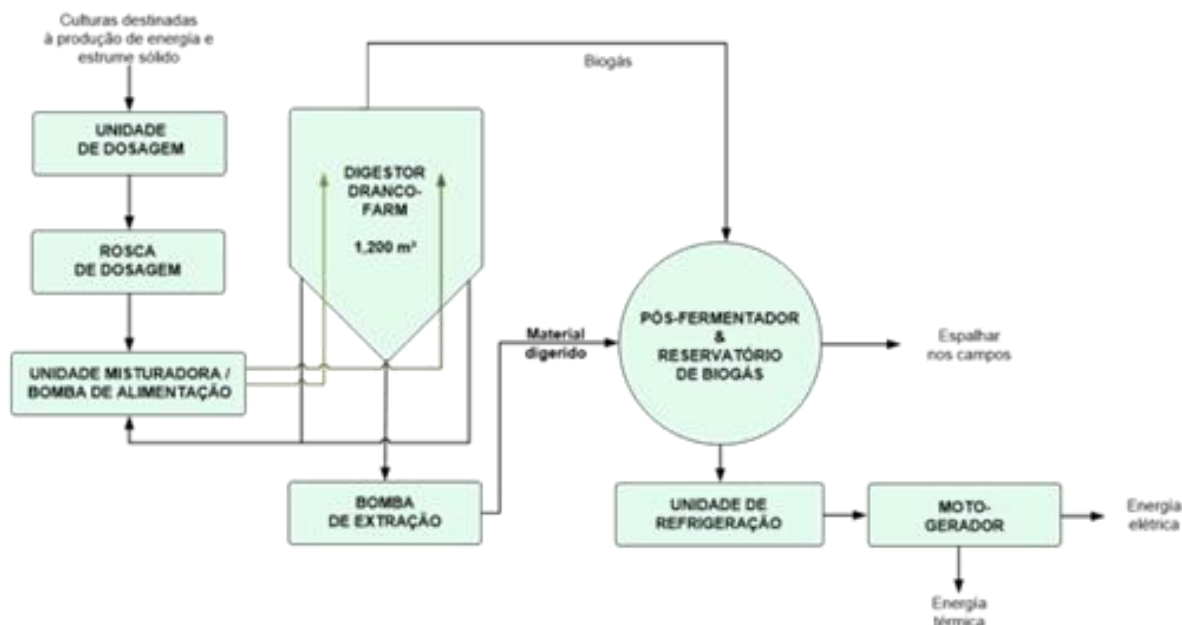 Culturas destinadas
à produção de energia e
estrume sólido
UNIDADE
DE DOSAGEM
ROSCA
DE DOSAGEM
UNIDADE MISTURADORA /
BOMBA DE ALIMENTAÇÃO
DIGESTOR
DRANCO-
FARM
1,200 m³
Biogás
BOMBA
DE EXTRAÇÃO
Material
digerido
PÓS-FERMENTADOR
&
RESERVATÓRIO
DE BIOGÁS
Espalhar
nos campos
UNIDADE DE
REFRIGERAÇÃO
MOTO-
GERADOR
Energia
elétrica
Energia
térmica